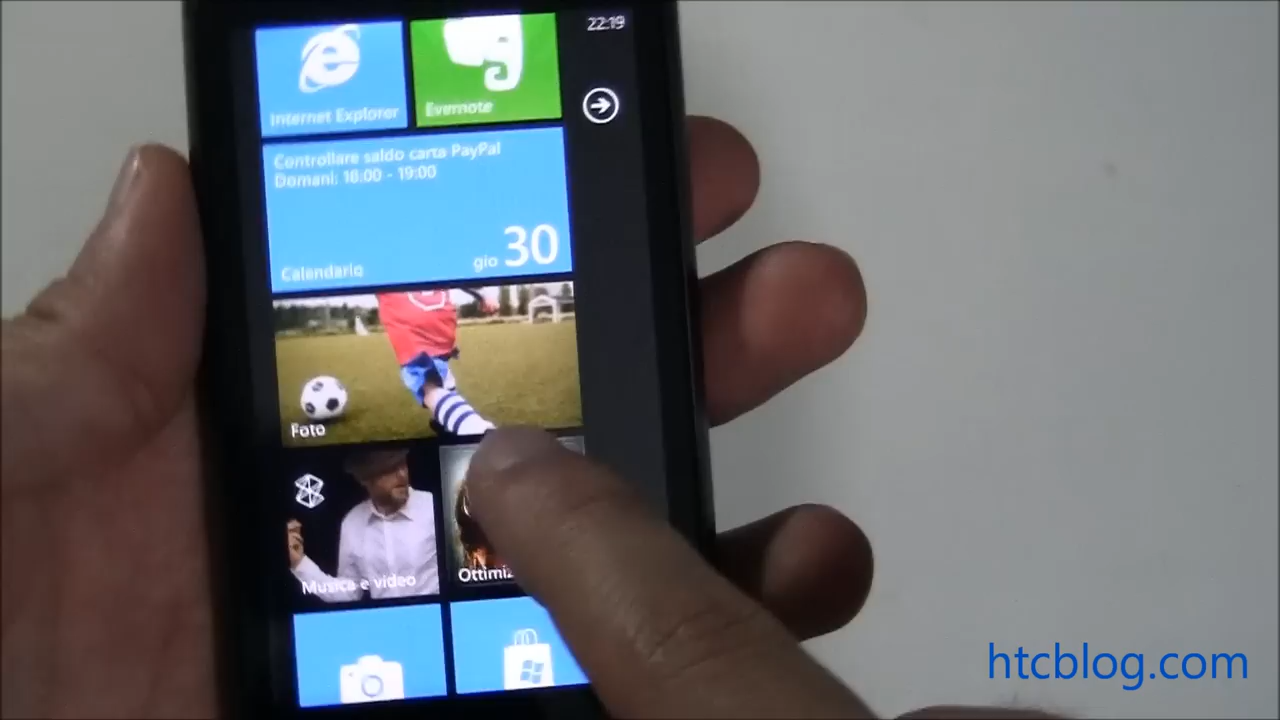 22:19
Internet Explorer
Evernote
Controllare saldo carta PayPal
Domani: 18:00 - 19:00
Calendario
gio 30
Foto
Musica e video
htcblog.com